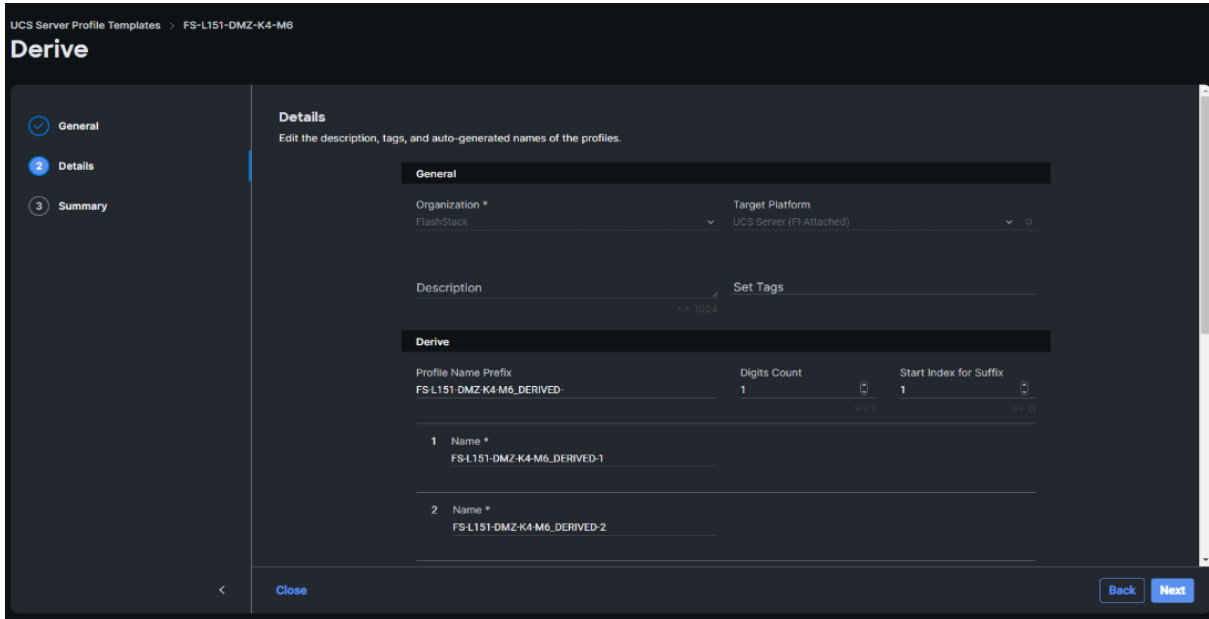 UCS Server Profile Templates > FS-L151-DMZ-K4-M6
Derive
General
2 Details
3 Summary
Details
Edit the description, tags, and auto-generated names of the profiles.
General
Organization * Target Platform
FlashStack UCS Server (FI-Attached)
Description Set Tags
<= 1024
Derive
Profile Name Prefix Digits Count Start Index for Suffix
FS-L151-DMZ-K4-M6_DERIVED- 1 1
>= 1 >= 0
1 Name *
FS-L151-DMZ-K4-M6_DERIVED-1
2 Name *
FS-L151-DMZ-K4-M6_DERIVED-2
< Close Back Next